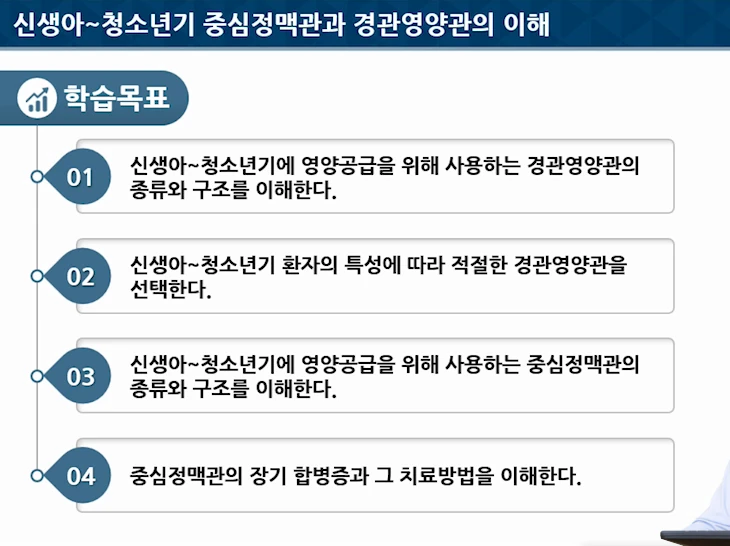 신생아~청소년기 중심정맥관과 경관영양관의 이해
학습목표
01
신생아~청소년기에 영양공급을 위해 사용하는 경관영양관의
종류와 구조를 이해한다.
02
신생아~청소년기 환자의 특성에 따라 적절한 경관영양관을
선택한다.
03
신생아~청소년기에 영양공급을 위해 사용하는 중심정맥관의
종류와 구조를 이해한다.
04
중심정맥관의 장기 합병증과 그 치료방법을 이해한다.